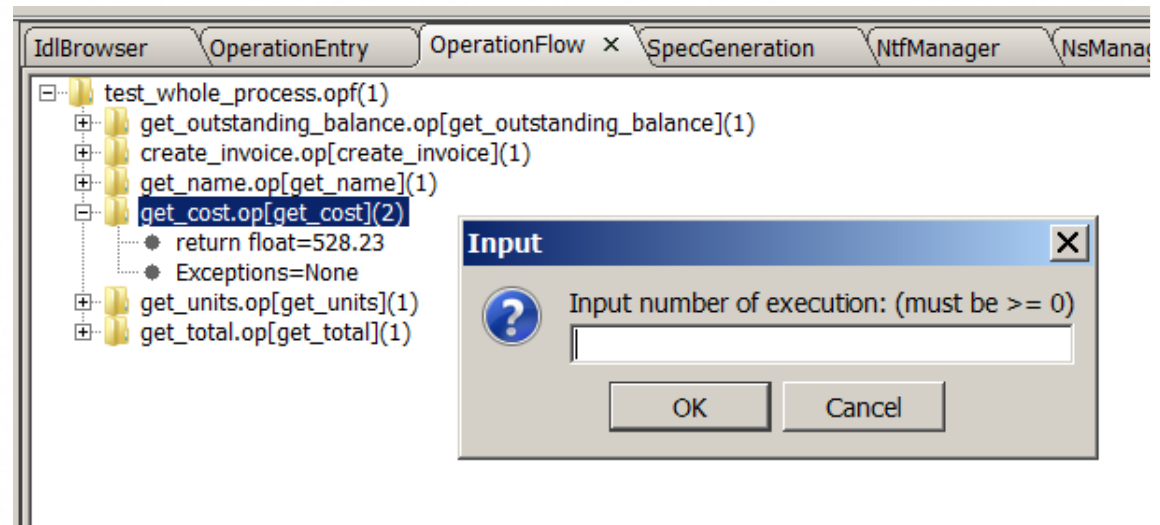 IdlBrowser OperationEntry OperationFlow × SpecGeneration NtfManager NsManag
test_whole_process.opf(1)
get_outstanding_balance.op[get_outstanding_balance](1)
create_invoice.op[create_invoice](1)
get_name.op[get_name](1)
get_cost.op[get_cost](2)
return float=528.23
Exceptions=None
get_units.op[get_units](1)
get_total.op[get_total](1)
Input
Input number of execution: (must be >= 0)
OK Cancel